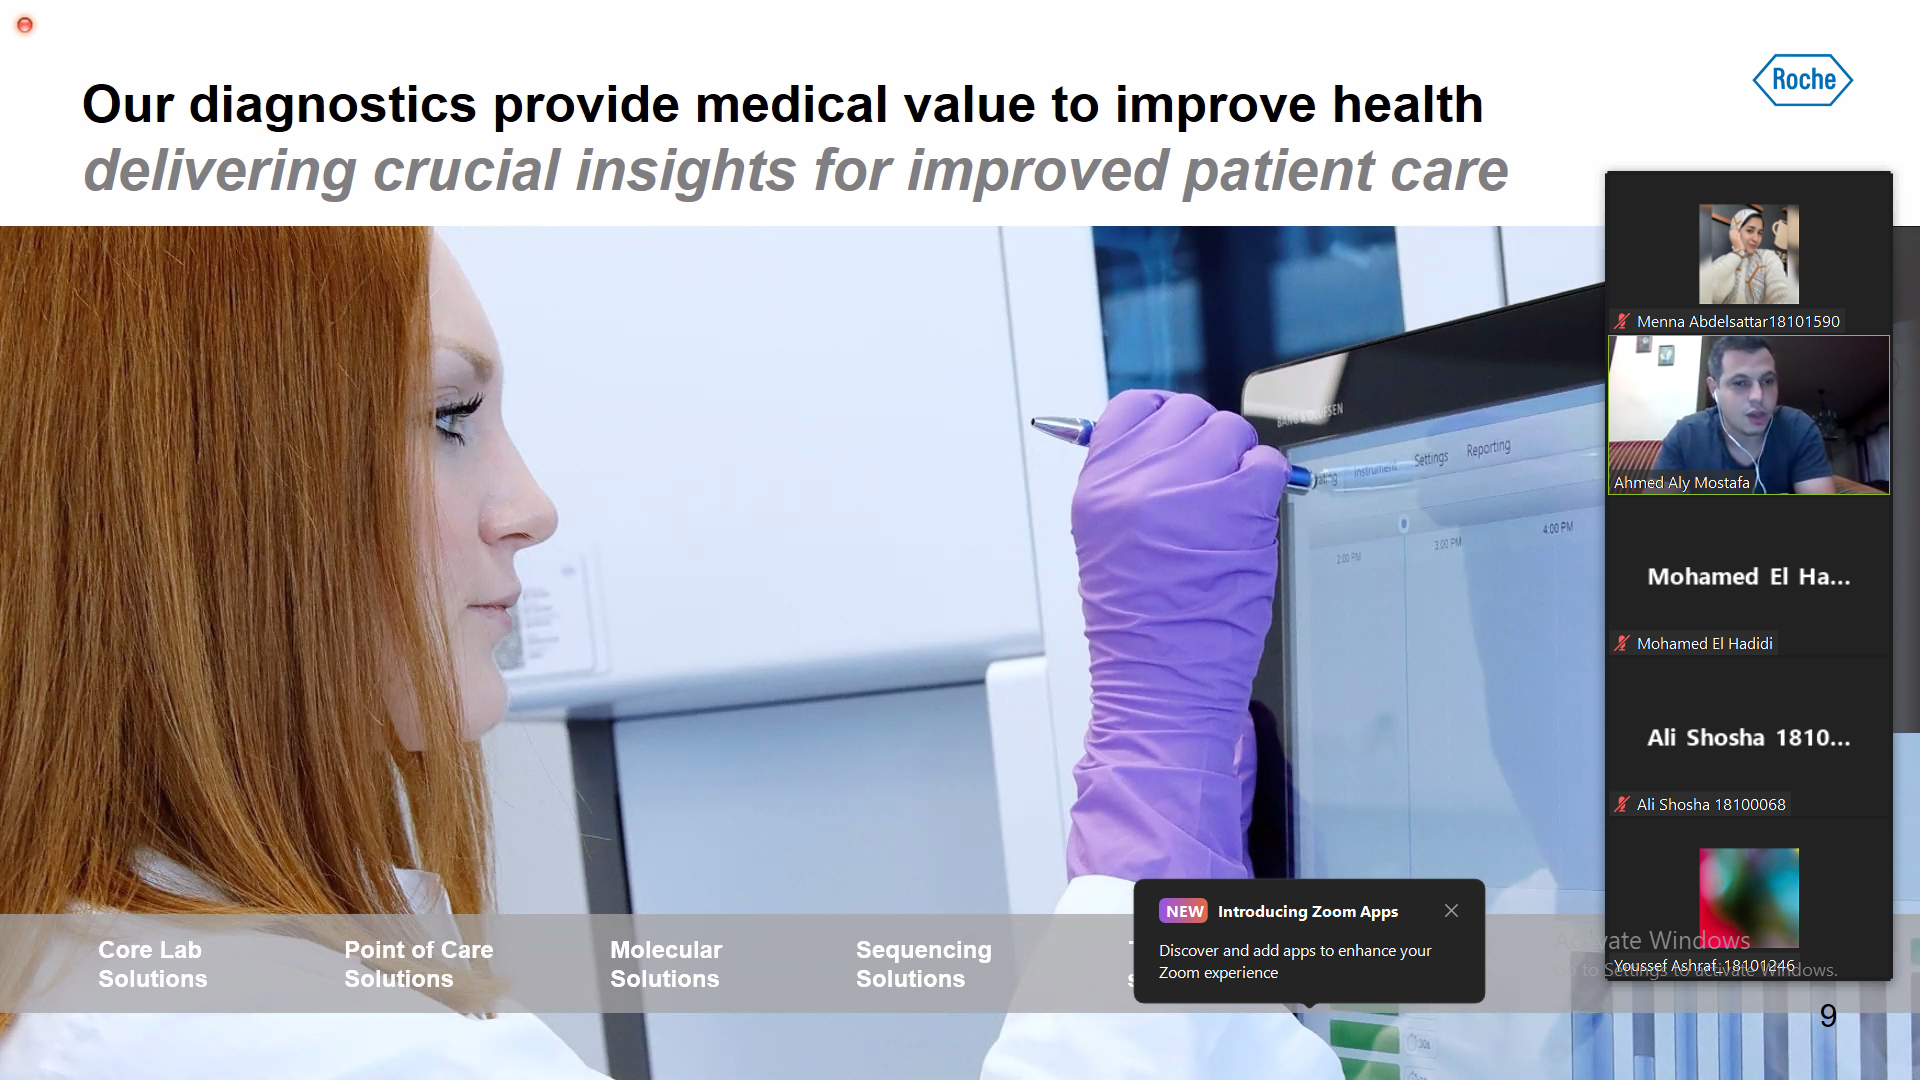 Our diagnostics provide medical value to improve health
delivering crucial insights for improved patient care
Roche
Menna Abdelsattar18101590
Ahmed Aly Mostafa
Mohamed El Ha...
Mohamed El Hadidi
Ali Shosha 1810...
Ali Shosha 18100068
Youssef Ashraf 18101246
BANG & OLUFSEN
Instrument
Settings
Reporting
2:00 PM
3:00 PM
4:00 PM
Core Lab
Solutions
Point of Care
Solutions
Molecular
Solutions
Sequencing
Solutions
NEW Introducing Zoom Apps
Discover and add apps to enhance your
Zoom experience
Activate Windows
Go to Settings to activate Windows.
9